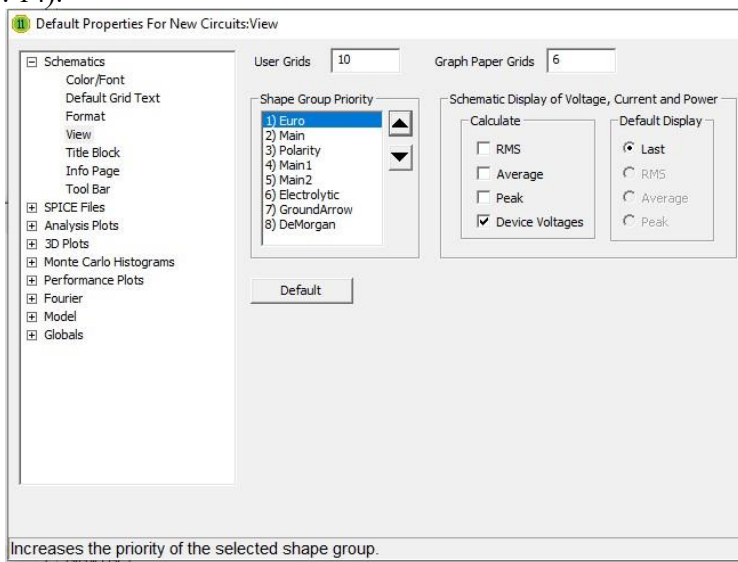 11 Default Properties For New Circuits:View
Schematics
Color/Font
Default Grid Text
Format
View
Title Block
Info Page
Tool Bar
SPICE Files
Analysis Plots
3D Plots
Monte Carlo Histograms
Performance Plots
Fourier
Model
Globals
User Grids 10
Graph Paper Grids 6
Shape Group Priority
1) Euro
2) Main
3) Polarity
4) Main1
5) Main2
6) Electrolytic
7) GroundArrow
8) DeMorgan
Default
Schematic Display of Voltage, Current and Power
Calculate
RMS
Average
Peak
Device Voltages
Default Display
Last
RMS
Average
Peak
Increases the priority of the selected shape group.